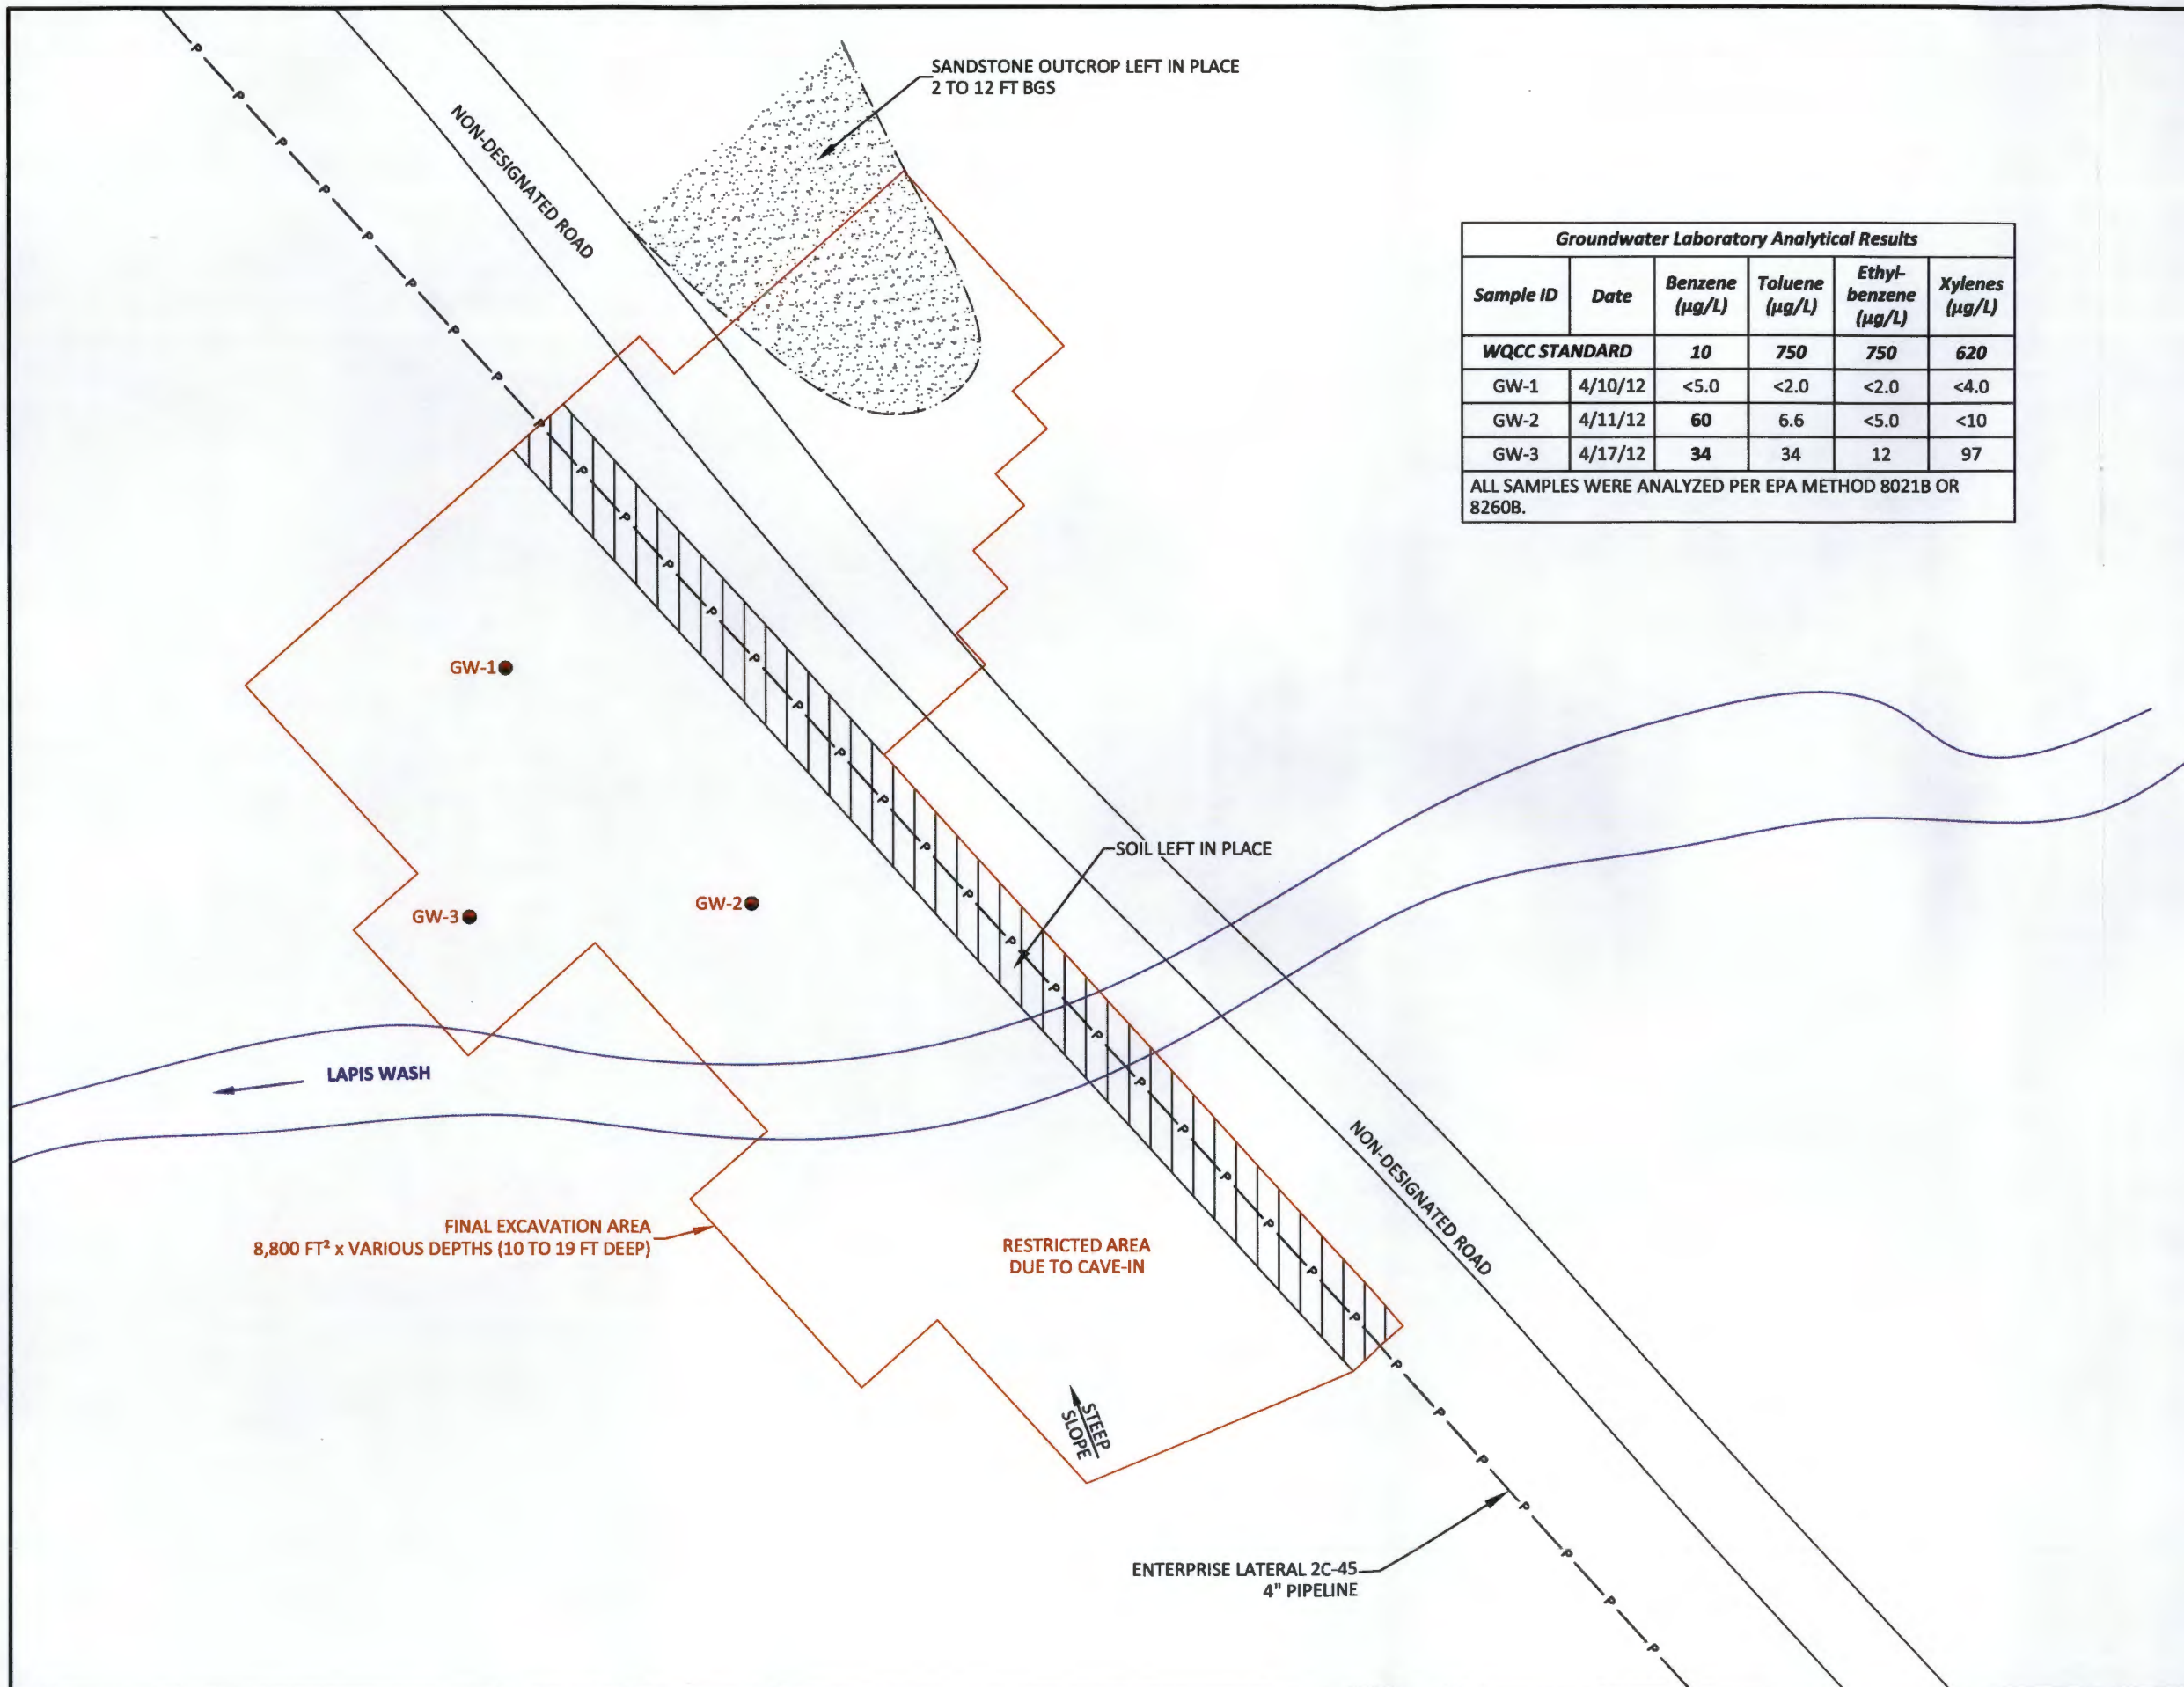 SANDSTONE OUTCROP LEFT IN PLACE
2 TO 12 FT BGS
NON-DESIGNATED ROAD
Groundwater Laboratory Analytical Results
Sample ID Date Benzene (µg/L) Toluene (µg/L) Ethyl-benzene (µg/L) Xylenes (µg/L)
WQCC STANDARD 10 750 750 620
GW-1 4/10/12 <5.0 <2.0 <2.0 <4.0
GW-2 4/11/12 60 6.6 <5.0 <10
GW-3 4/17/12 34 34 12 97
ALL SAMPLES WERE ANALYZED PER EPA METHOD 8021B OR
8260B.
GW-1
SOIL LEFT IN PLACE
GW-3
GW-2
LAPIS WASH
NON-DESIGNATED ROAD
FINAL EXCAVATION AREA
8,800 FT² x VARIOUS DEPTHS (10 TO 19 FT DEEP)
RESTRICTED AREA
DUE TO CAVE-IN
STEEP
SLOPE
ENTERPRISE LATERAL 2C-45
4" PIPELINE
P P P P P P P P P P P P P P P P P P P P P P P P P P P P P P P P P P